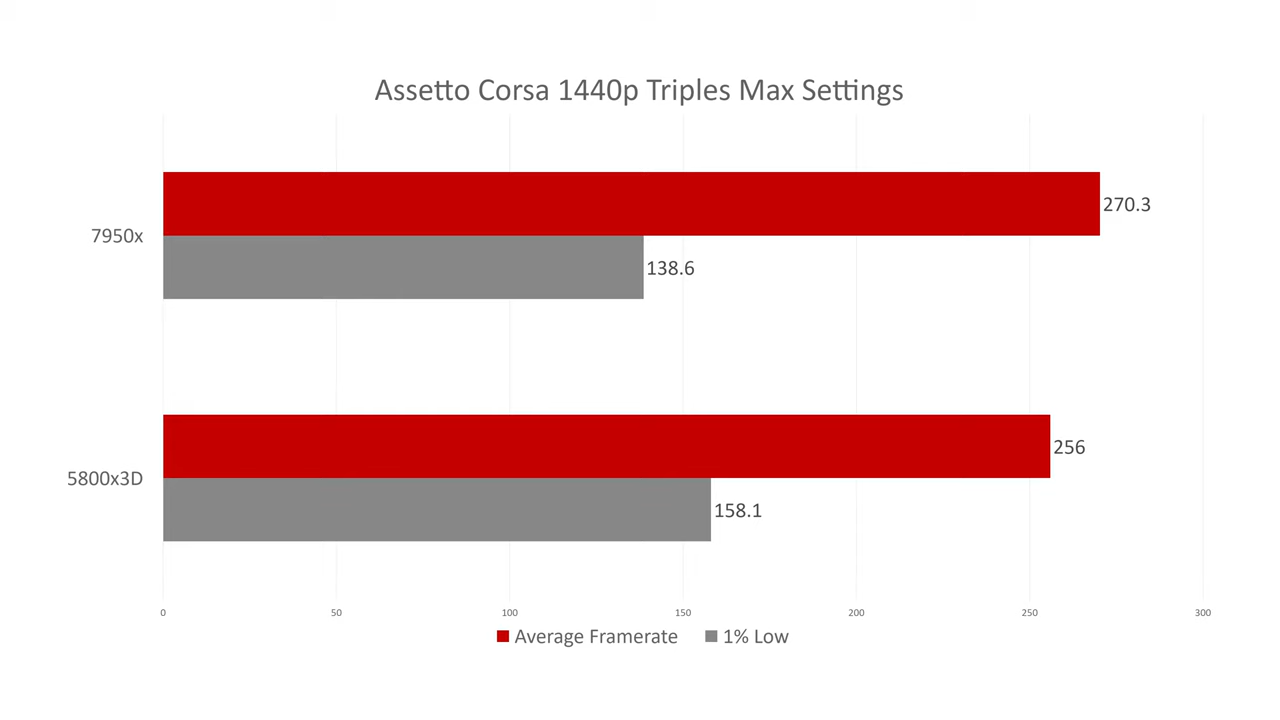 Assetto Corsa 1440p Triples Max Settings
270.3
7950x
138.6
256
5800x3D
158.1
0 50 100 150 200 250 300
Average Framerate 1% Low